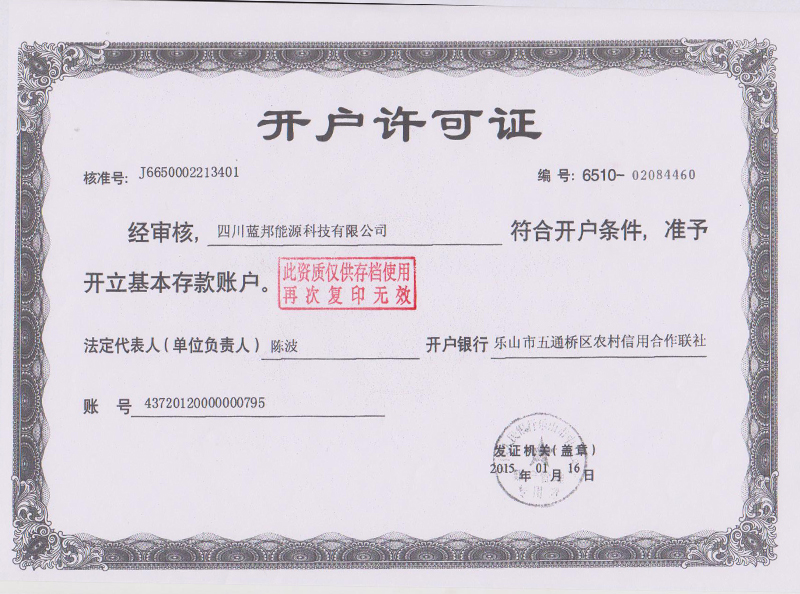 开户许可证
核准号: J6650002213401 编号: 6510- 02084460
经审核, 四川蓝邦能源科技有限公司 符合开户条件, 准予
开立基本存款账户。
此资质仅供存档使用
再次复印无效
法定代表人(单位负责人) 陈波 开户银行 乐山市五通桥区农村信用合作联社
账 号 43720120000000795
发证机关(盖章)
2015 年 01 月 16 日